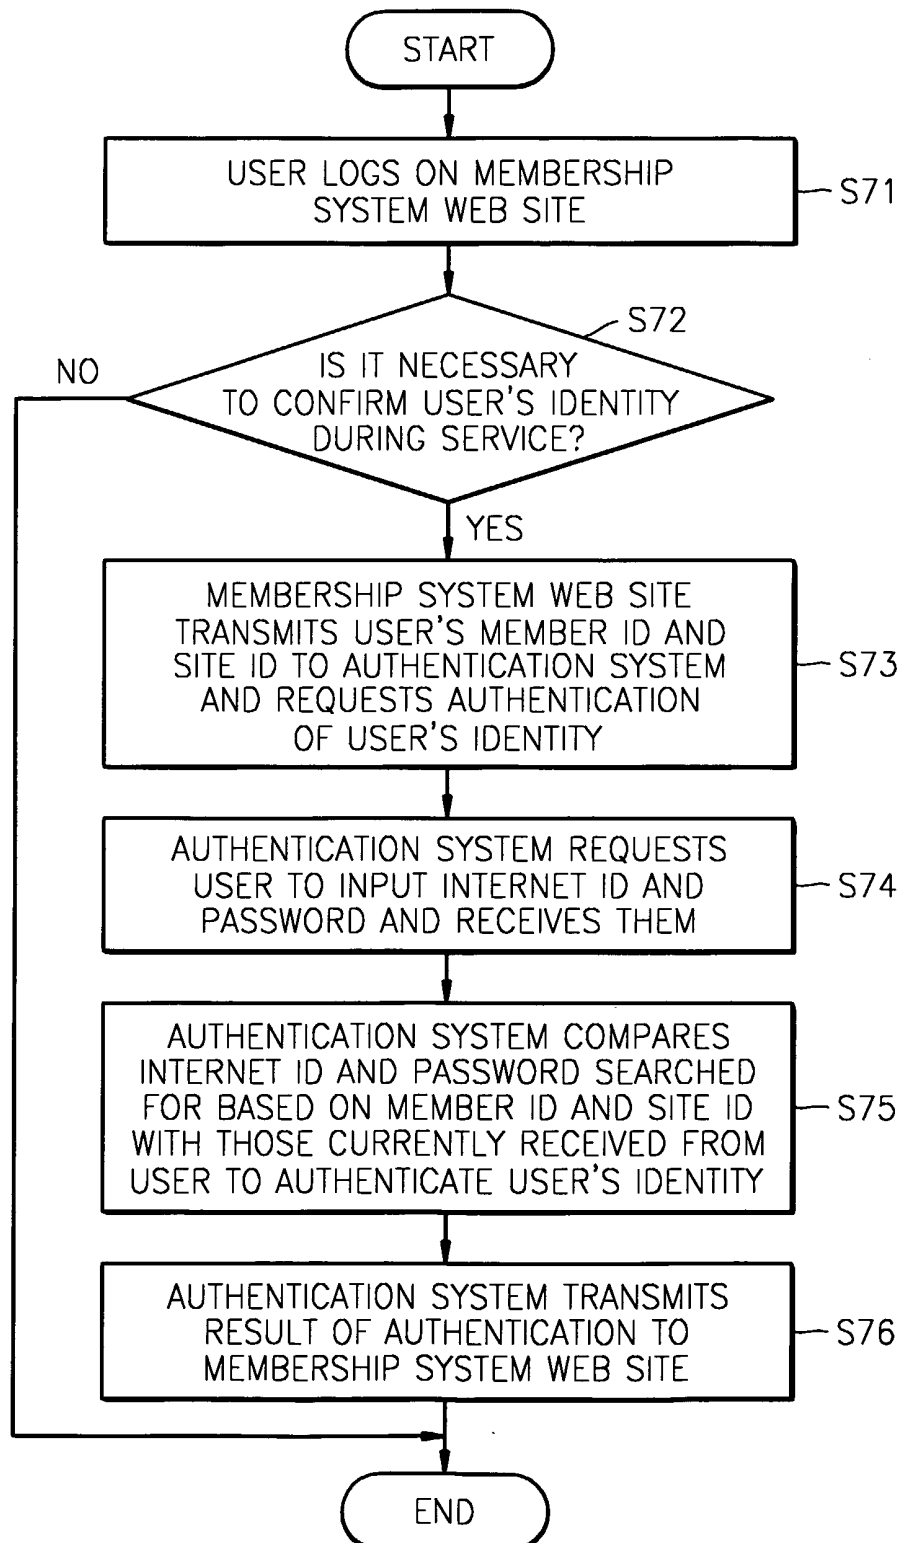 START
USER LOGS ON MEMBERSHIP
SYSTEM WEB SITE
S71
S72
IS IT NECESSARY
TO CONFIRM USER'S IDENTITY
DURING SERVICE?
NO
YES
MEMBERSHIP SYSTEM WEB SITE
TRANSMITS USER'S MEMBER ID AND
SITE ID TO AUTHENTICATION SYSTEM
AND REQUESTS AUTHENTICATION
OF USER'S IDENTITY
S73
AUTHENTICATION SYSTEM REQUESTS
USER TO INPUT INTERNET ID AND
PASSWORD AND RECEIVES THEM
S74
AUTHENTICATION SYSTEM COMPARES
INTERNET ID AND PASSWORD SEARCHED
FOR BASED ON MEMBER ID AND SITE ID
WITH THOSE CURRENTLY RECEIVED FROM
USER TO AUTHENTICATE USER'S IDENTITY
S75
AUTHENTICATION SYSTEM TRANSMITS
RESULT OF AUTHENTICATION TO
MEMBERSHIP SYSTEM WEB SITE
S76
END